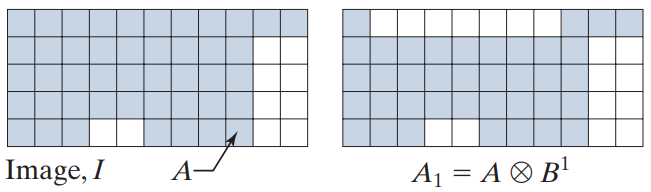 Image, I
A
A₁ = A ⊗ B¹